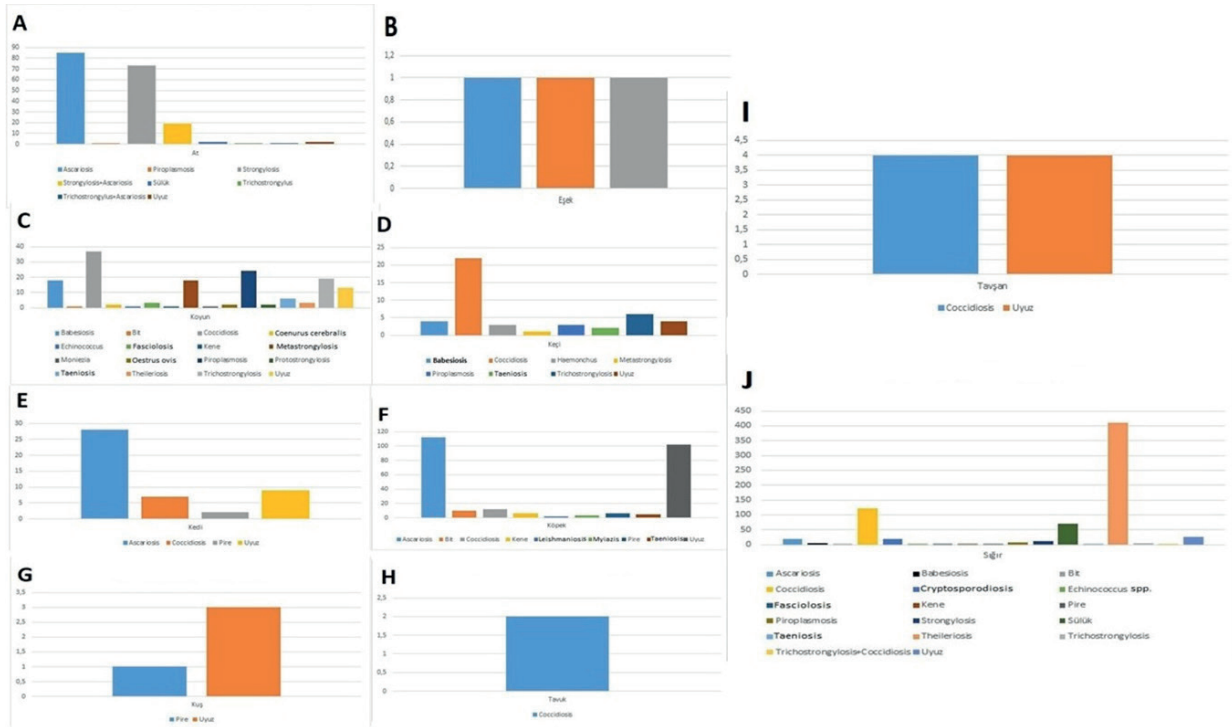 A
90
80
70
60
50
40
30
20
10
0
At
Ascariosis Piroplasmosis Strongylosis
Strongylosis+Ascariosis Sülük Trichostrongylus
Trichostrongylus+Ascariosis Uyuz
B
1,2
1
0,8
0,6
0,4
0,2
0
Eşek
C
40
30
20
10
0
Koyun
Babesiosis Bit Coccidiosis Coenurus cerebralis
Echinococcus Fasciolosis Kene Metastrongylosis
Moniezia Oestrus ovis Piroplasmosis Protostrongylosis
Taeniosis Theileriosis Trichostrongylosis Uyuz
D
25
20
15
10
5
0
Keçi
Babesiosis Coccidiosis Haemonchus Metastrongylosis
Piroplasmosis Taeniosis Trichostrongylosis Uyuz
E
30
25
20
15
10
5
0
Kedi
Ascariosis Coccidiosis Pire Uyuz
F
120
100
80
60
40
20
0
Köpek
Ascariosis Bit Coccidiosis Kene Leishmaniosis Myiazis Pire Taeniosis Uyuz
G
3,5
3
2,5
2
1,5
1
0,5
0
Kuş
Pire Uyuz
H
2,5
2
1,5
1
0,5
0
Tavuk
Coccidiosis
I
4,5
4
3,5
3
2,5
2
1,5
1
0,5
0
Tavşan
Coccidiosis Uyuz
J
450
400
350
300
250
200
150
100
50
0
Sığır
Ascariosis Babesiosis Bit
Coccidiosis Cryptosporodiosis Echinococcus spp.
Fasciolosis Kene Pire
Piroplasmosis Strongylosis Sülük
Taeniosis Theileriosis Trichostrongylosis
Trichostrongylosis+Coccidiosis Uyuz